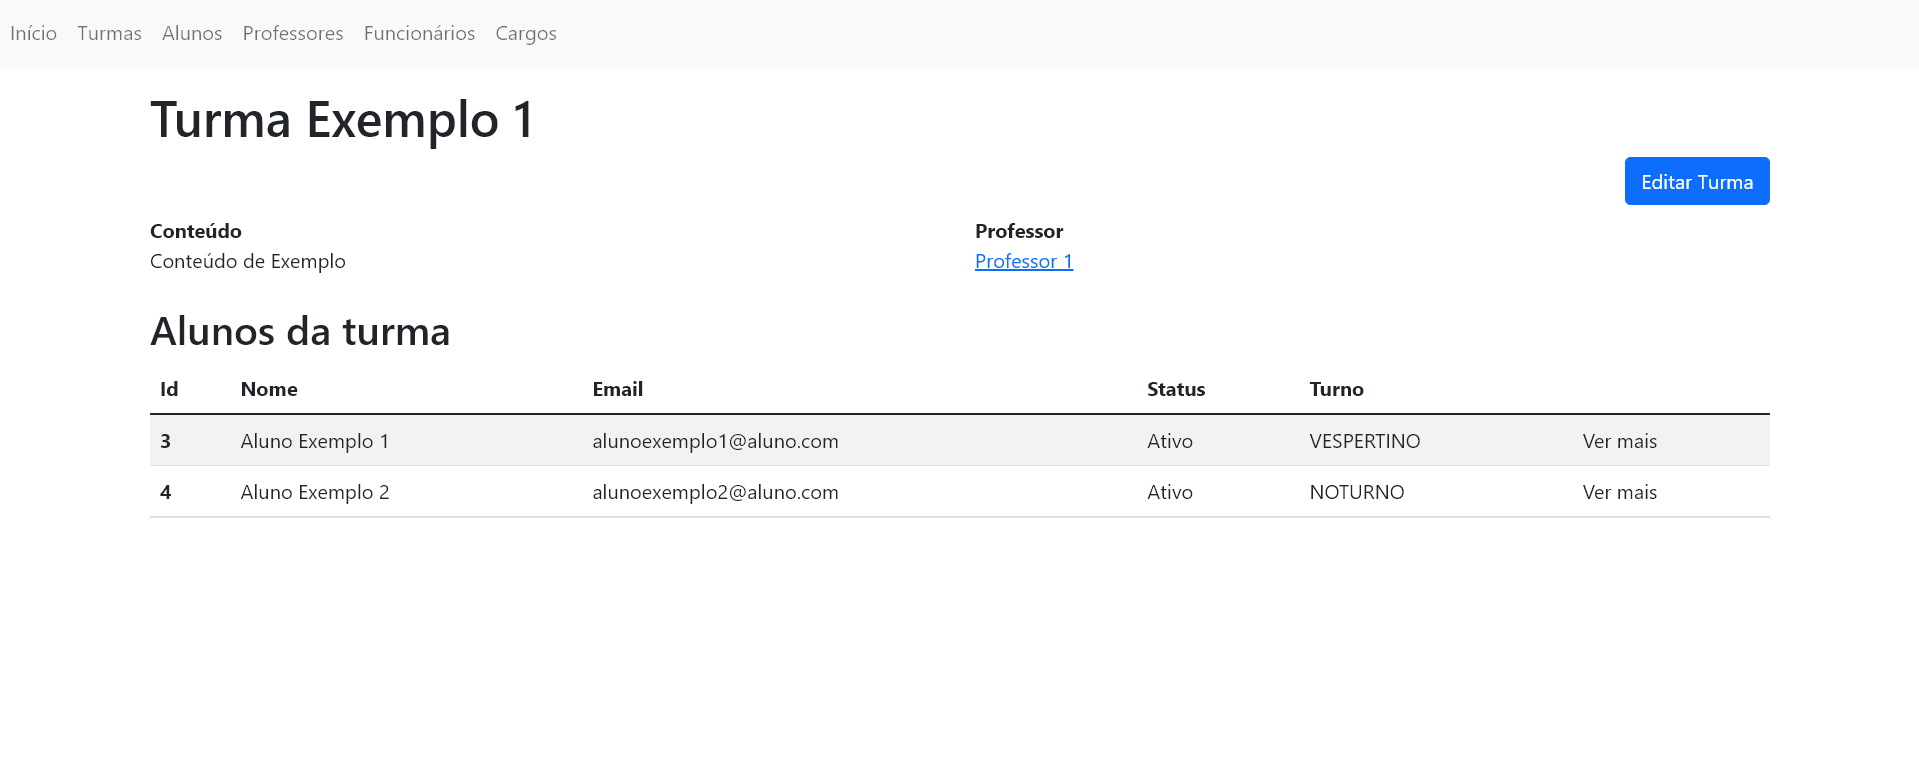 Início Turmas Alunos Professores Funcionários Cargos
Turma Exemplo 1
Editar Turma
Conteúdo Professor
Conteúdo de Exemplo Professor 1
Alunos da turma
Id Nome Email Status Turno
3 Aluno Exemplo 1 alunoexemplo1@aluno.com Ativo VESPERTINO Ver mais
4 Aluno Exemplo 2 alunoexemplo2@aluno.com Ativo NOTURNO Ver mais